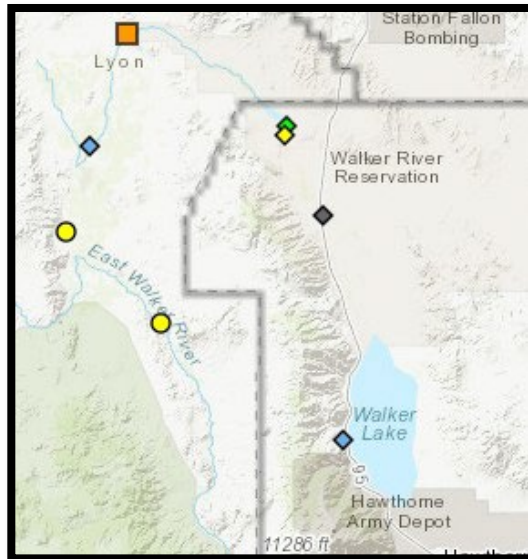 Station/Fallon
Bombing
Lyon
Walker River
Reservation
East Walker River
Walker
Lake
95
Hawthorne
Army Depot
11286 ft